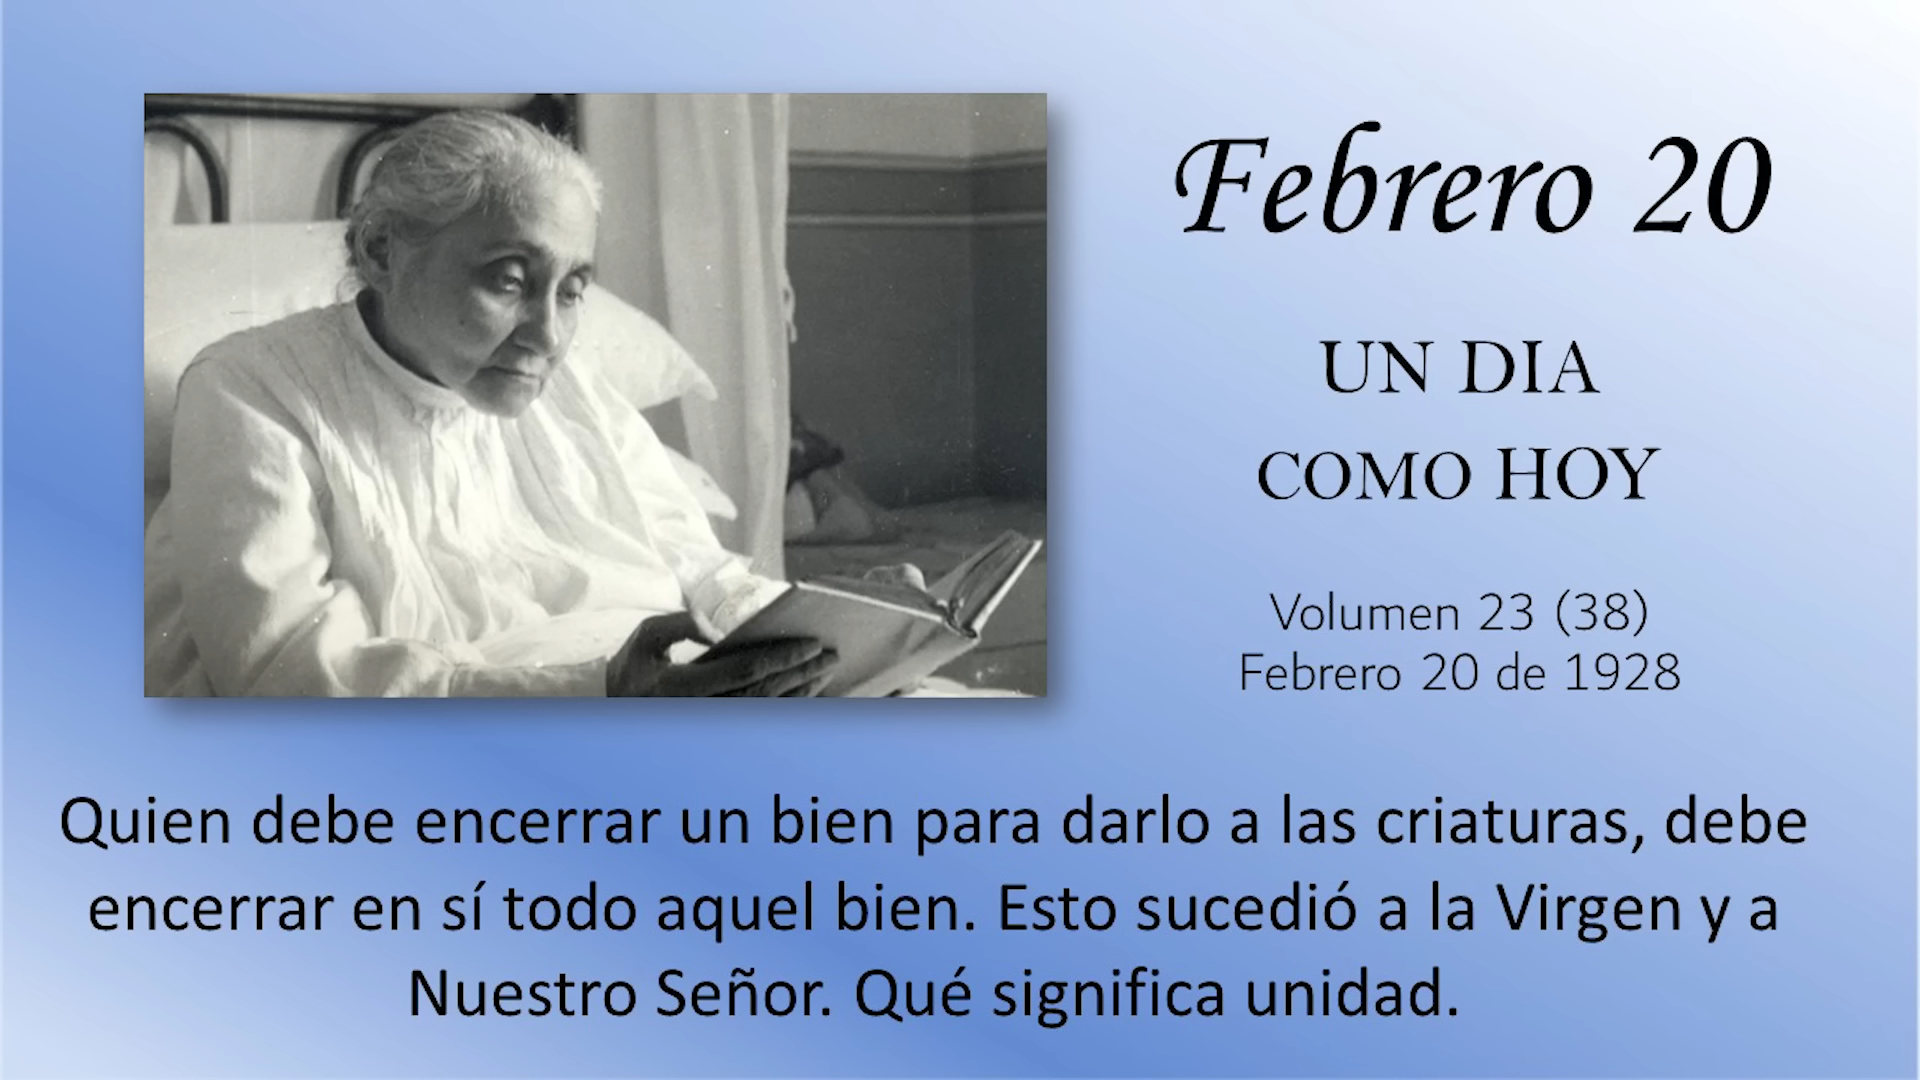 Febrero 20
UN DIA
COMO HOY
Volumen 23 (38)
Febrero 20 de 1928
Quien debe encerrar un bien para darlo a las criaturas, debe
encerrar en sí todo aquel bien. Esto sucedió a la Virgen y a
Nuestro Señor. Qué significa unidad.